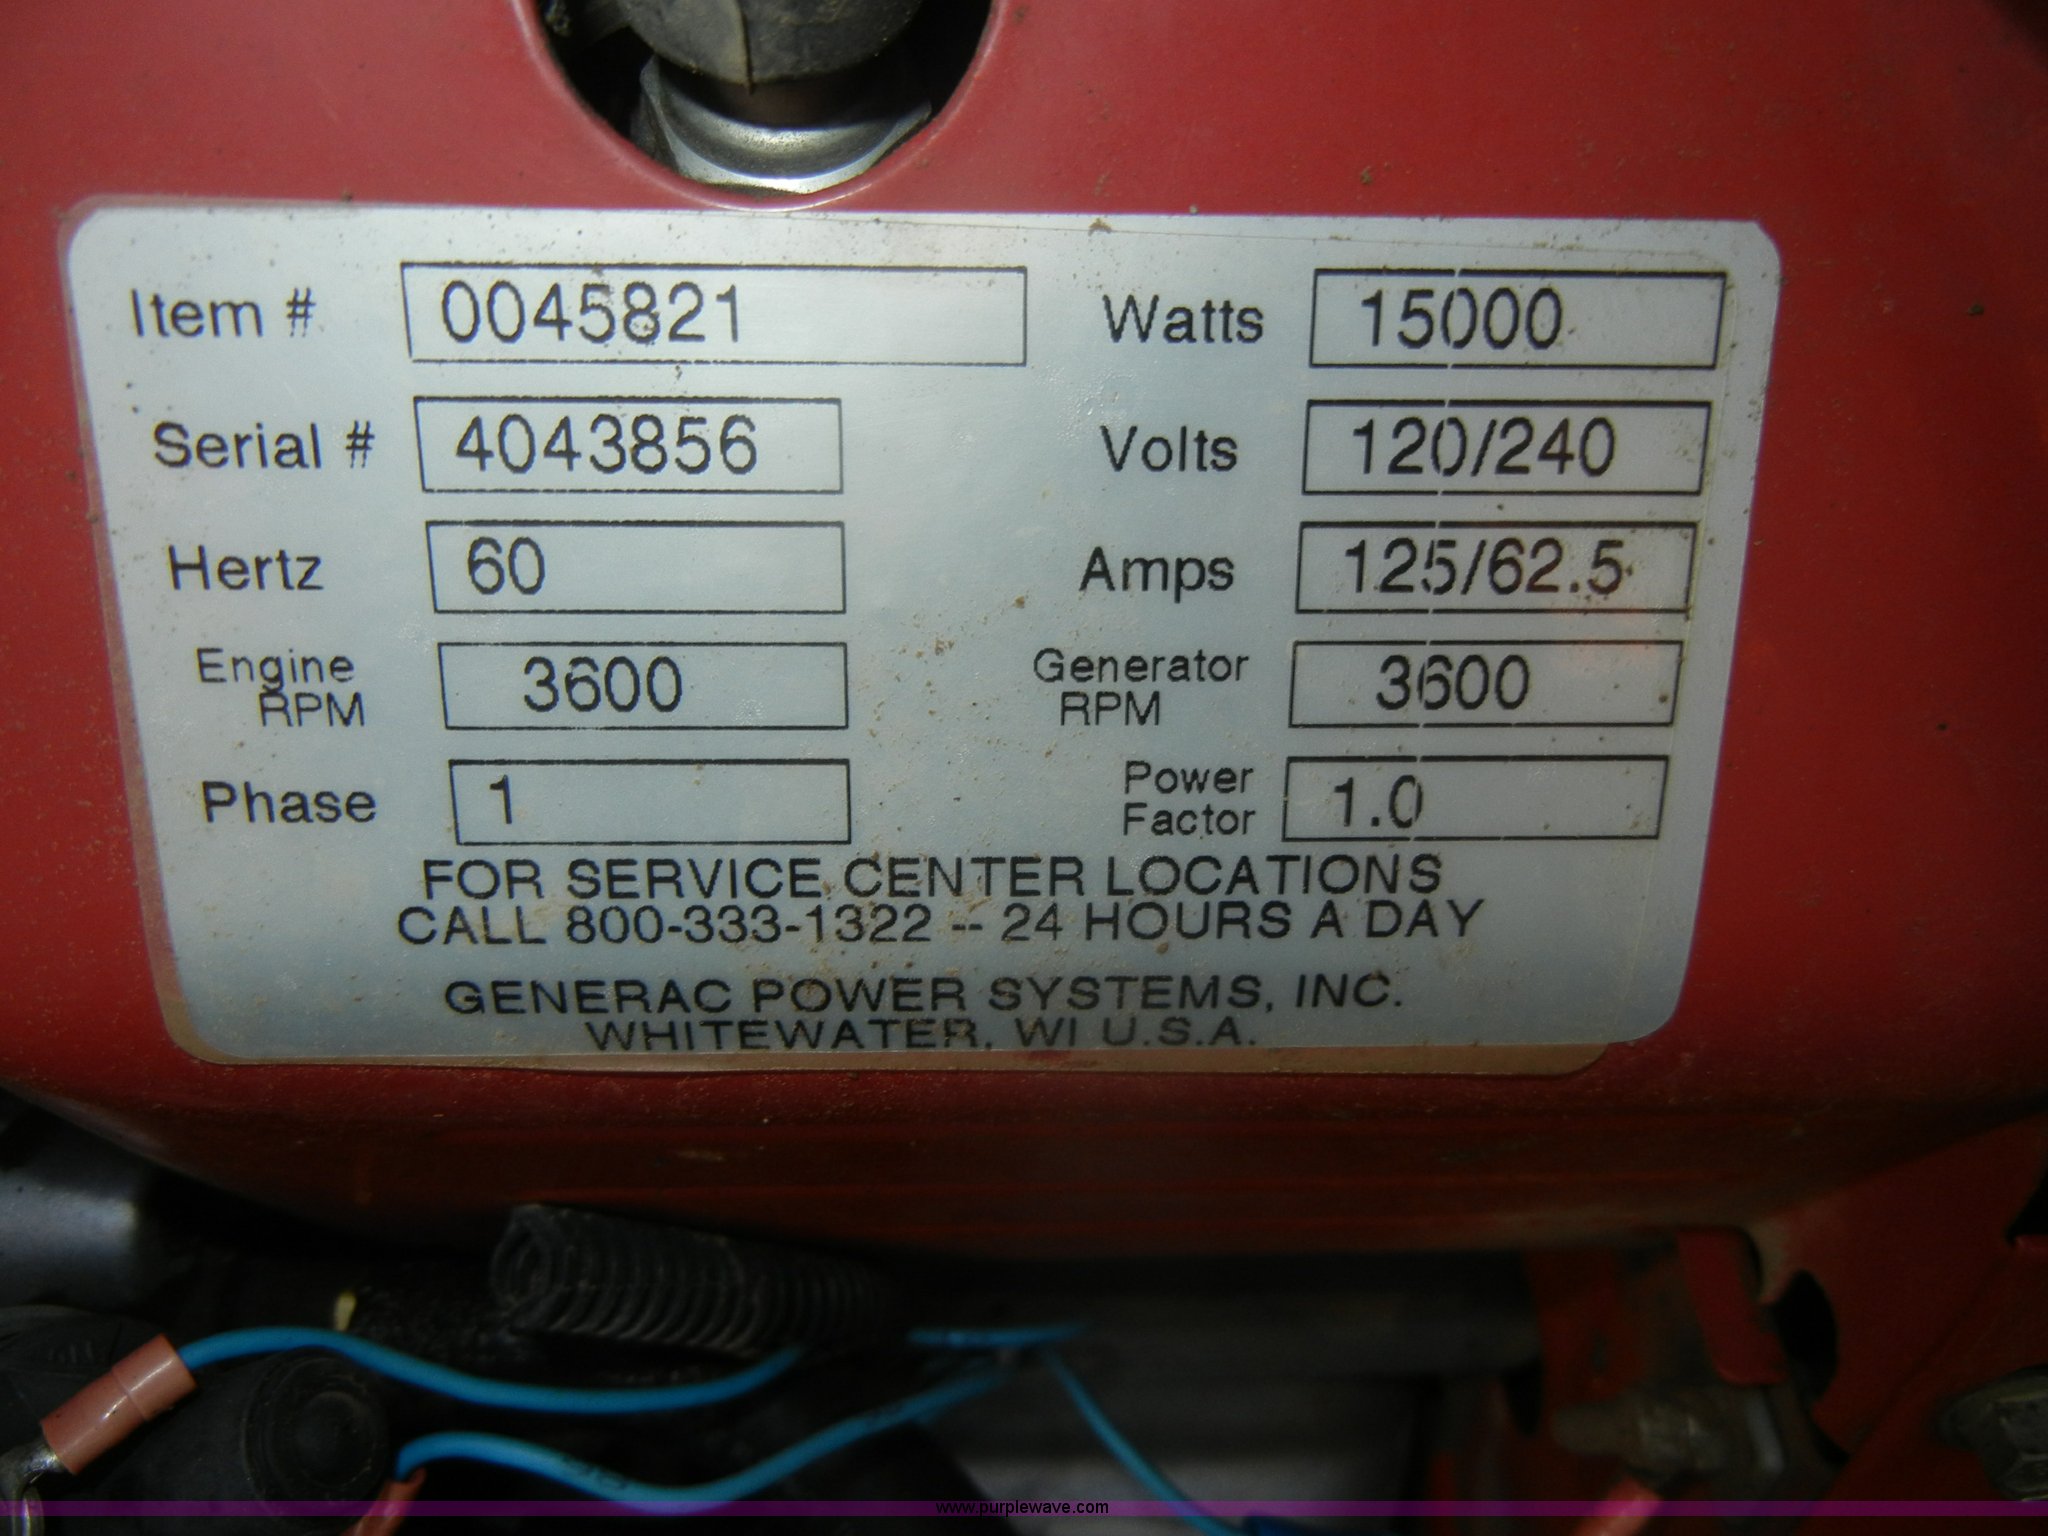 Item # 0045821 Watts 15000
Serial # 4043856 Volts 120/240
Hertz 60 Amps 125/62.5
Engine RPM 3600 Generator RPM 3600
Phase 1 Power Factor 1.0
FOR SERVICE CENTER LOCATIONS
CALL 800-333-1322 -- 24 HOURS A DAY
GENERAC POWER SYSTEMS, INC.
WHITEWATER, WI U.S.A.
www.purplewave.com